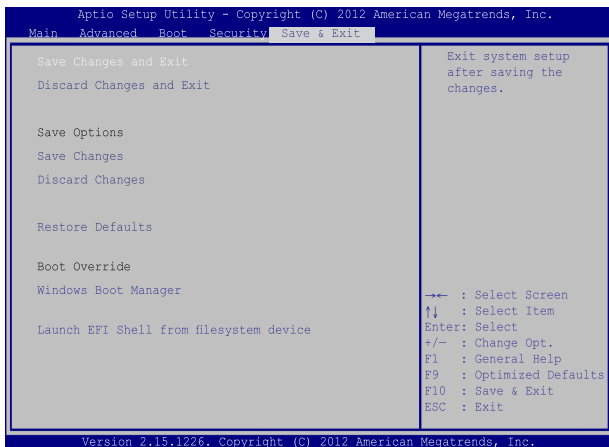 Aptio Setup Utility - Copyright (C) 2012 American Megatrends, Inc.
Main Advanced Boot Security Save & Exit
Save Changes and Exit
Discard Changes and Exit
Save Options
Save Changes
Discard Changes
Restore Defaults
Boot Override
Windows Boot Manager
Launch EFI Shell from filesystem device
Exit system setup
after saving the
changes.
→← : Select Screen
↑↓ : Select Item
Enter: Select
+/— : Change Opt.
F1 : General Help
F9 : Optimized Defaults
F10 : Save & Exit
ESC : Exit
Version 2.15.1226. Copyright (C) 2012 American Megatrends, Inc.